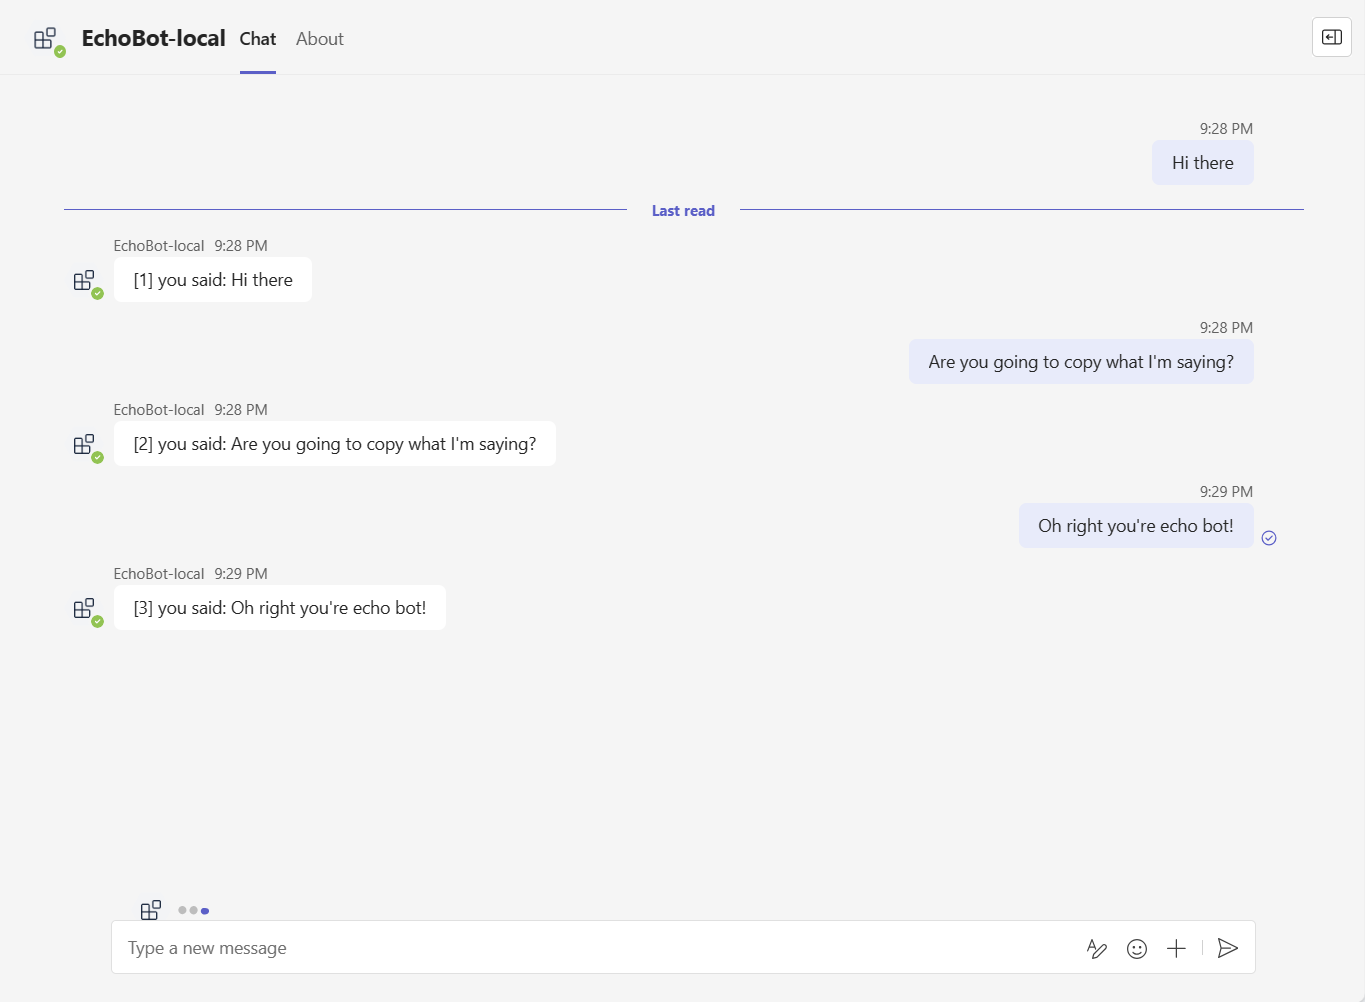 EchoBot-local Chat About
9:28 PM
Hi there
Last read
EchoBot-local 9:28 PM
[1] you said: Hi there
9:28 PM
Are you going to copy what I'm saying?
EchoBot-local 9:28 PM
[2] you said: Are you going to copy what I'm saying?
9:29 PM
Oh right you're echo bot!
EchoBot-local 9:29 PM
[3] you said: Oh right you're echo bot!
Type a new message